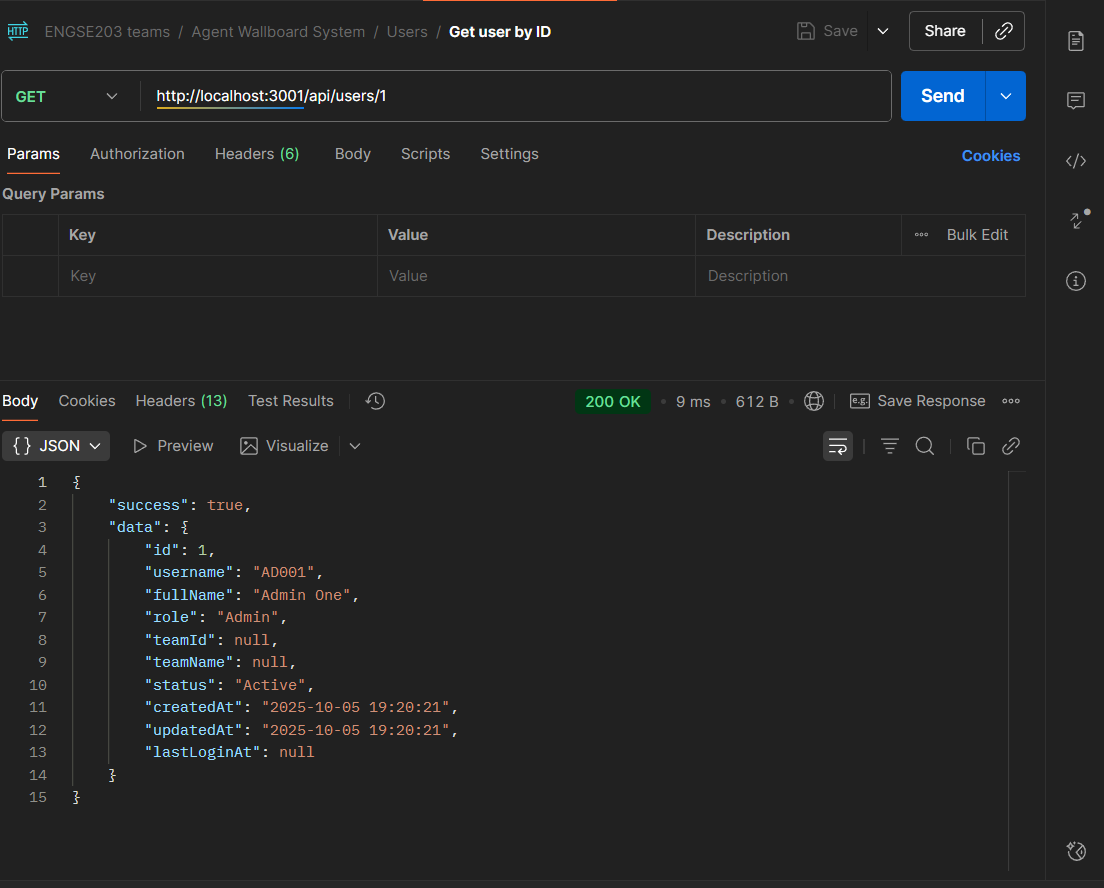 HTTP ENGSE203 teams / Agent Wallboard System / Users / Get user by ID Save Share
GET http://localhost:3001/api/users/1 Send
Params Authorization Headers (6) Body Scripts Settings Cookies
Query Params
Key Value Description Bulk Edit
Key Value Description
Body Cookies Headers (13) Test Results 200 OK 9 ms 612 B e.g. Save Response
{} JSON Preview Visualize
1 {
2 "success": true,
3 "data": {
4 "id": 1,
5 "username": "AD001",
6 "fullName": "Admin One",
7 "role": "Admin",
8 "teamId": null,
9 "teamName": null,
10 "status": "Active",
11 "createdAt": "2025-10-05 19:20:21",
12 "updatedAt": "2025-10-05 19:20:21",
13 "lastLoginAt": null
14 }
15 }